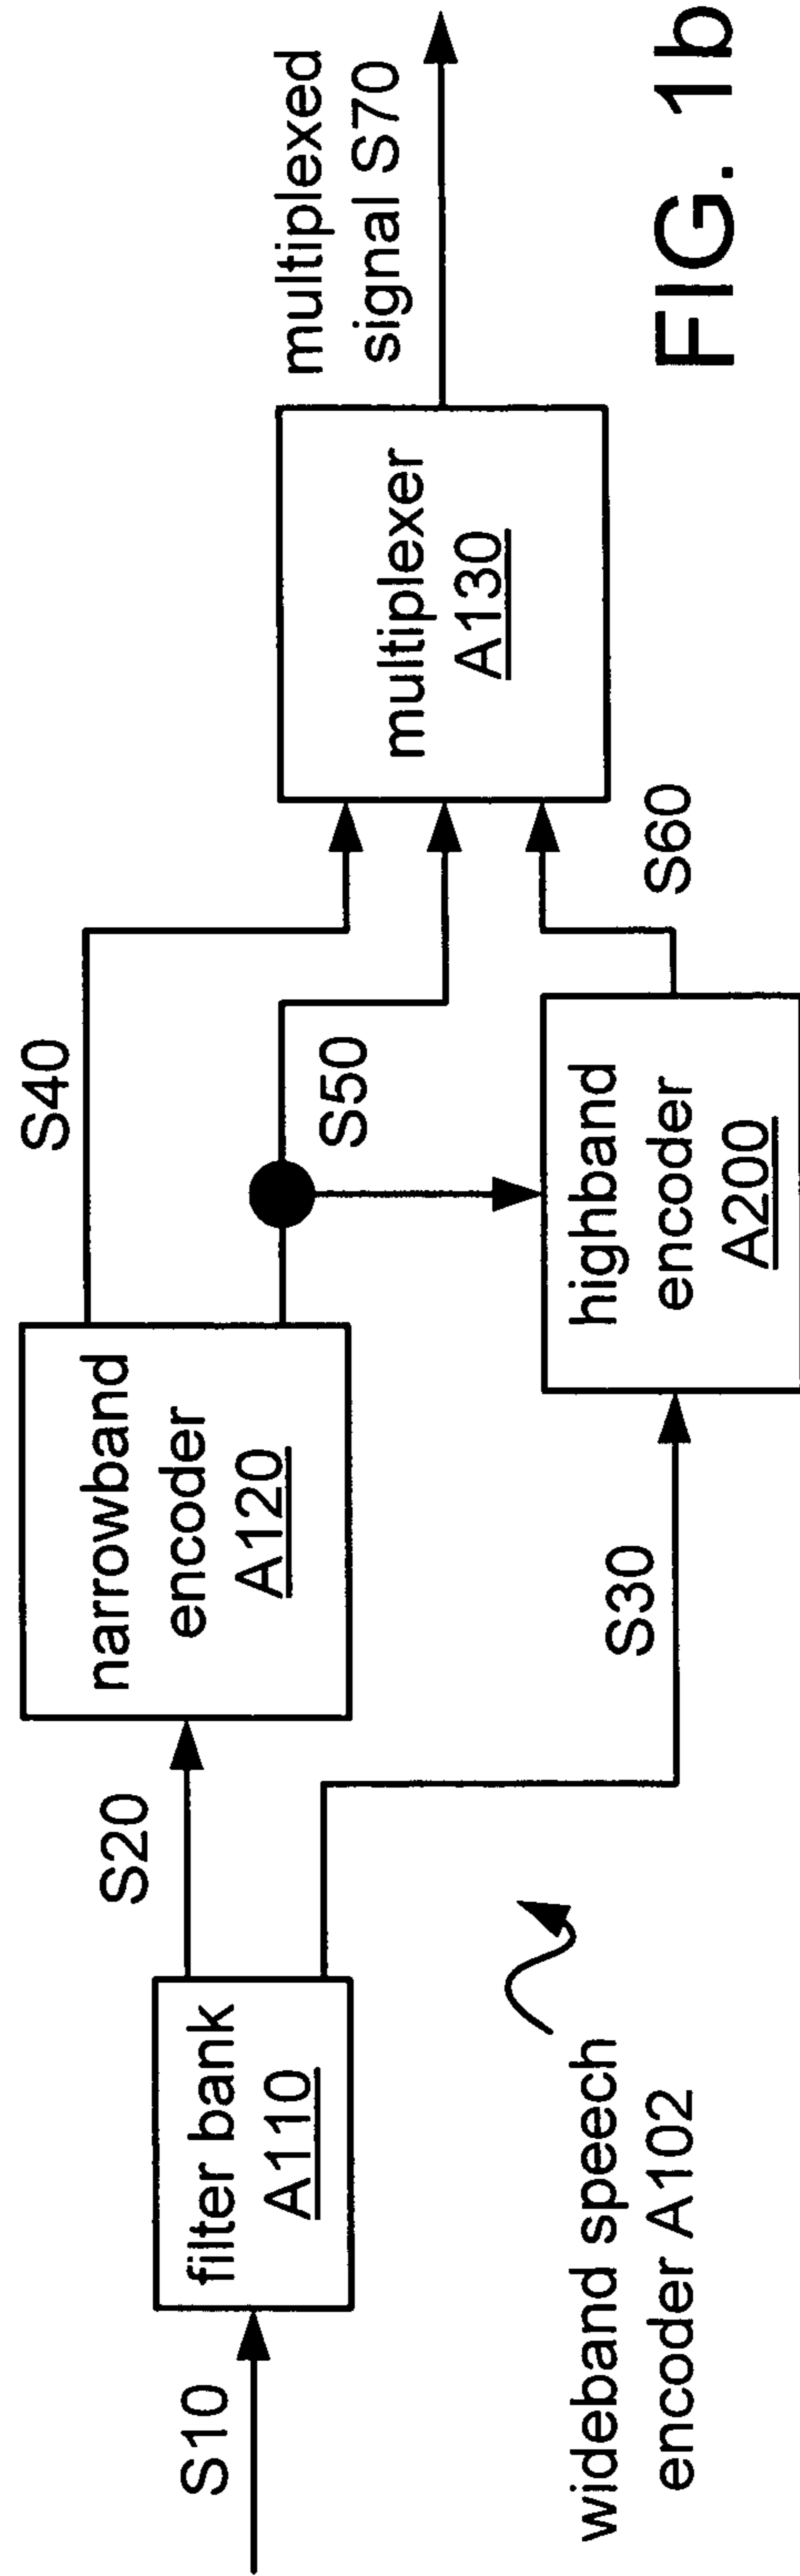 S10
filter bank
A110
S20
S30
narrowband
encoder
A120
S40
S50
highband
encoder
A200
S60
multiplexer
A130
multiplexed
signal S70
wideband speech
encoder A102
FIG. 1b